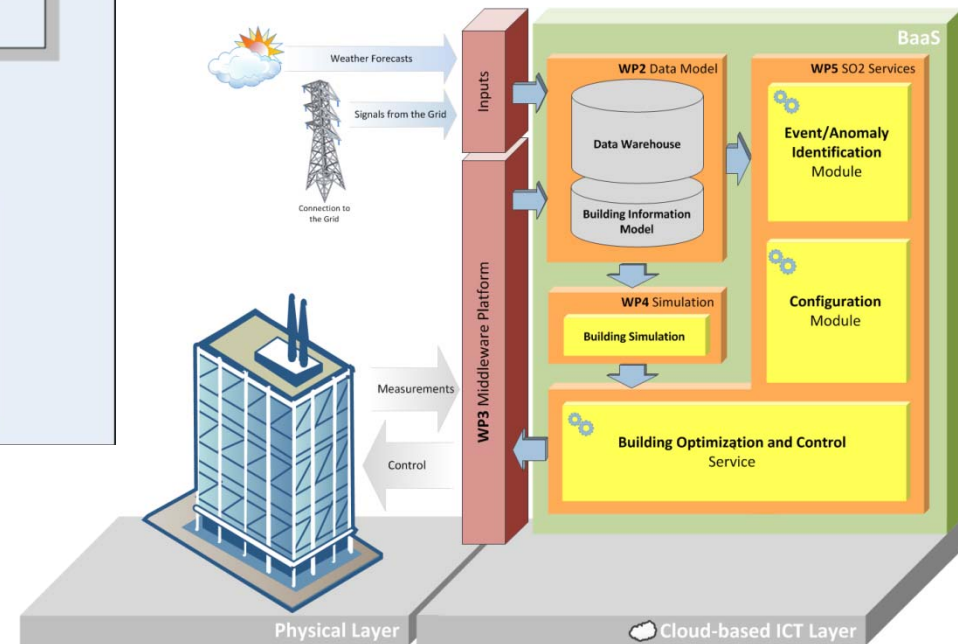 BaaS
Weather Forecasts
Signals from the Grid
Connection to
the Grid
Inputs
WP2 Data Model
Data Warehouse
Building Information
Model
WP5 SO2 Services
Event/Anomaly
Identification
Module
Configuration
Module
WP4 Simulation
Building Simulation
WP3 Middleware Platform
Measurements
Control
Building Optimization and Control
Service
Physical Layer
Cloud-based ICT Layer